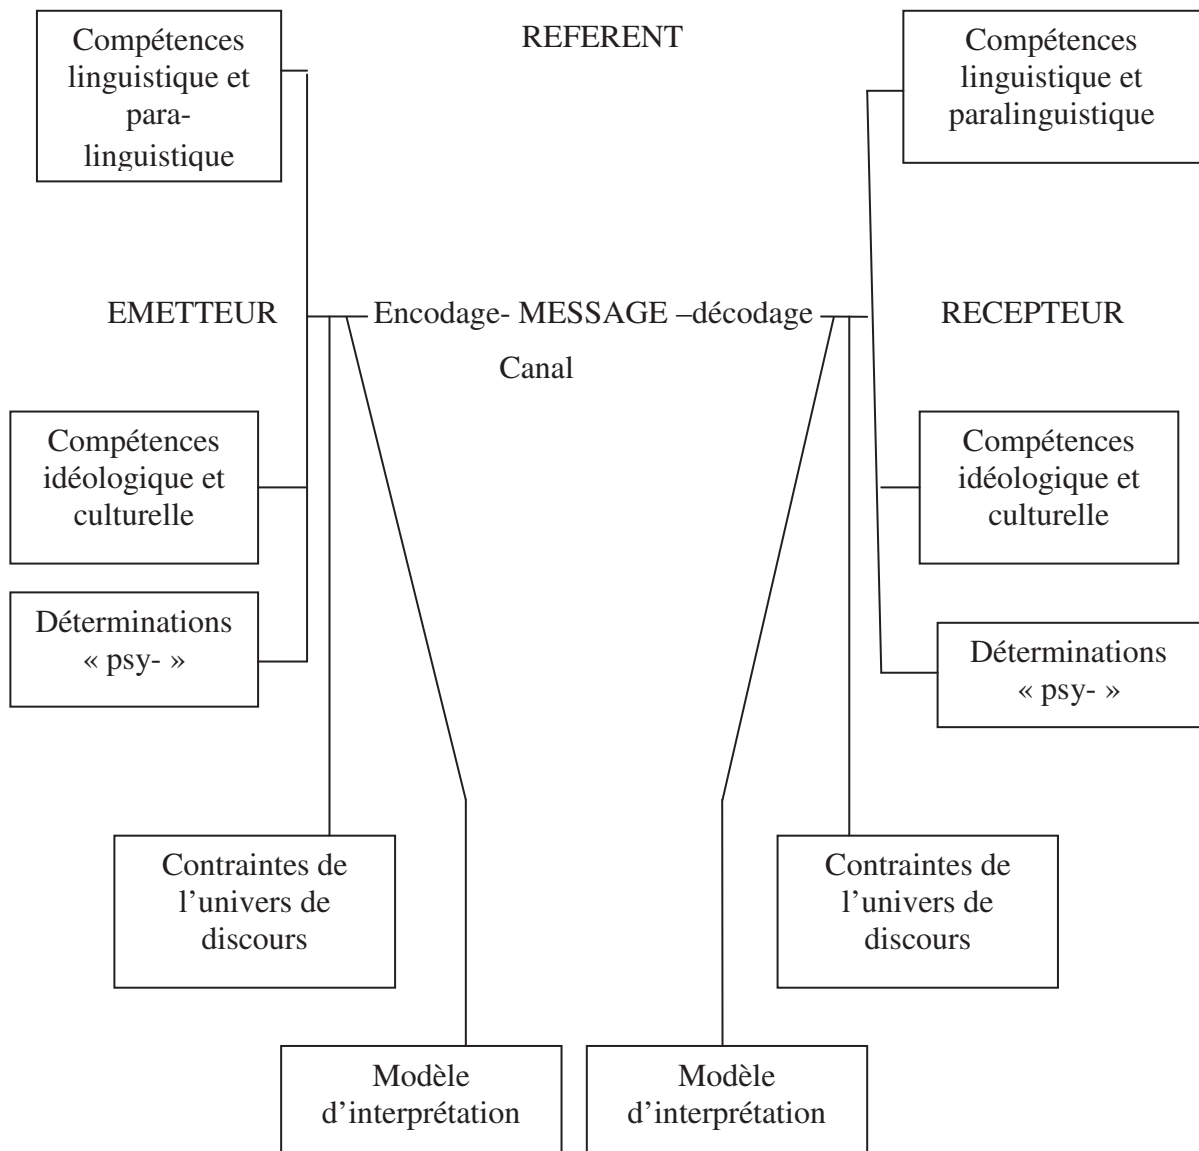 Compétences
linguistique et
para-
linguistique
REFERENT
Compétences
linguistique et
paralinguistique
EMETTEUR
Encodage- MESSAGE –décodage
RECEPTEUR
Canal
Compétences
idéologique et
culturelle
Compétences
idéologique et
culturelle
Déterminations
« psy- »
Déterminations
« psy- »
Contraintes de
l’univers de
discours
Contraintes de
l’univers de
discours
Modèle
d’interprétation
Modèle
d’interprétation